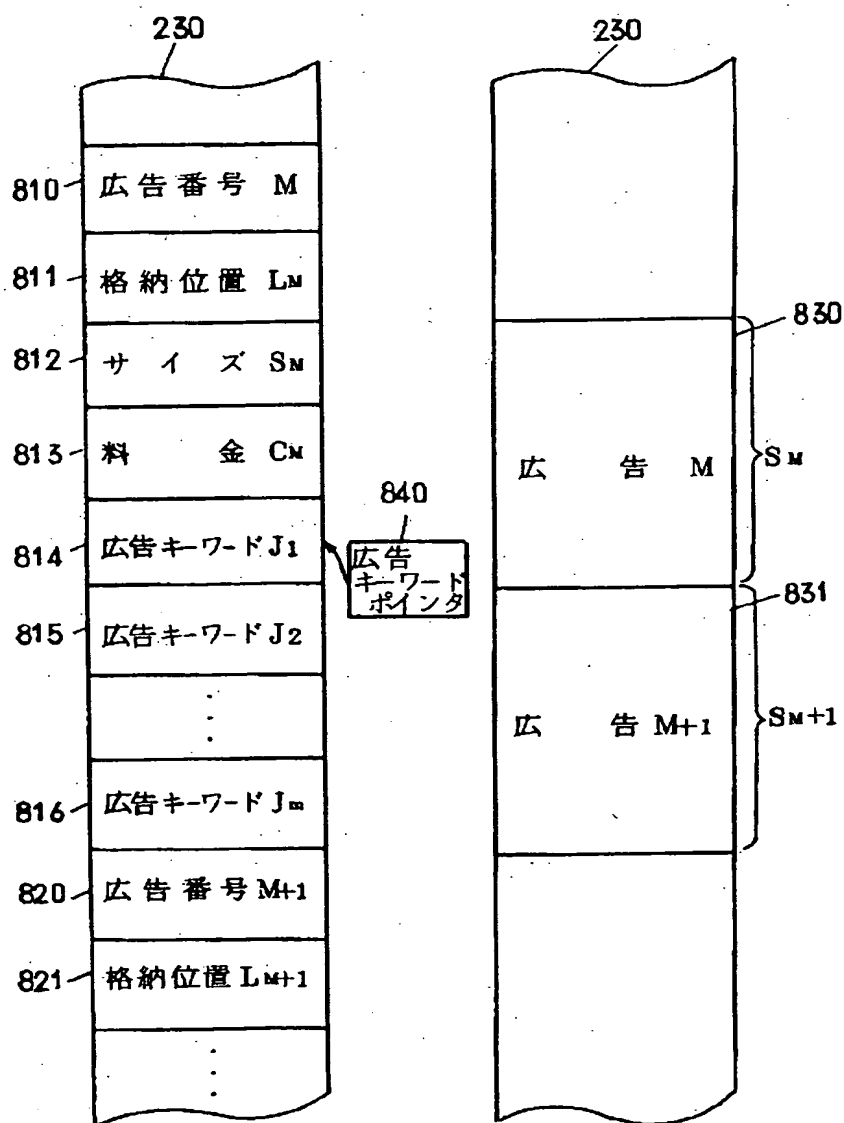 230
810 広告番号 M
811 格納位置 LM
812 サイズ SM
813 料金 CM
814 広告キーワード J1
815 広告キーワード J2
816 広告キーワード Jm
820 広告番号 M+1
821 格納位置 LM+1
840
広告
キーワード
ポインタ
230
830
広告 M
SM
831
広告 M+1
SM+1